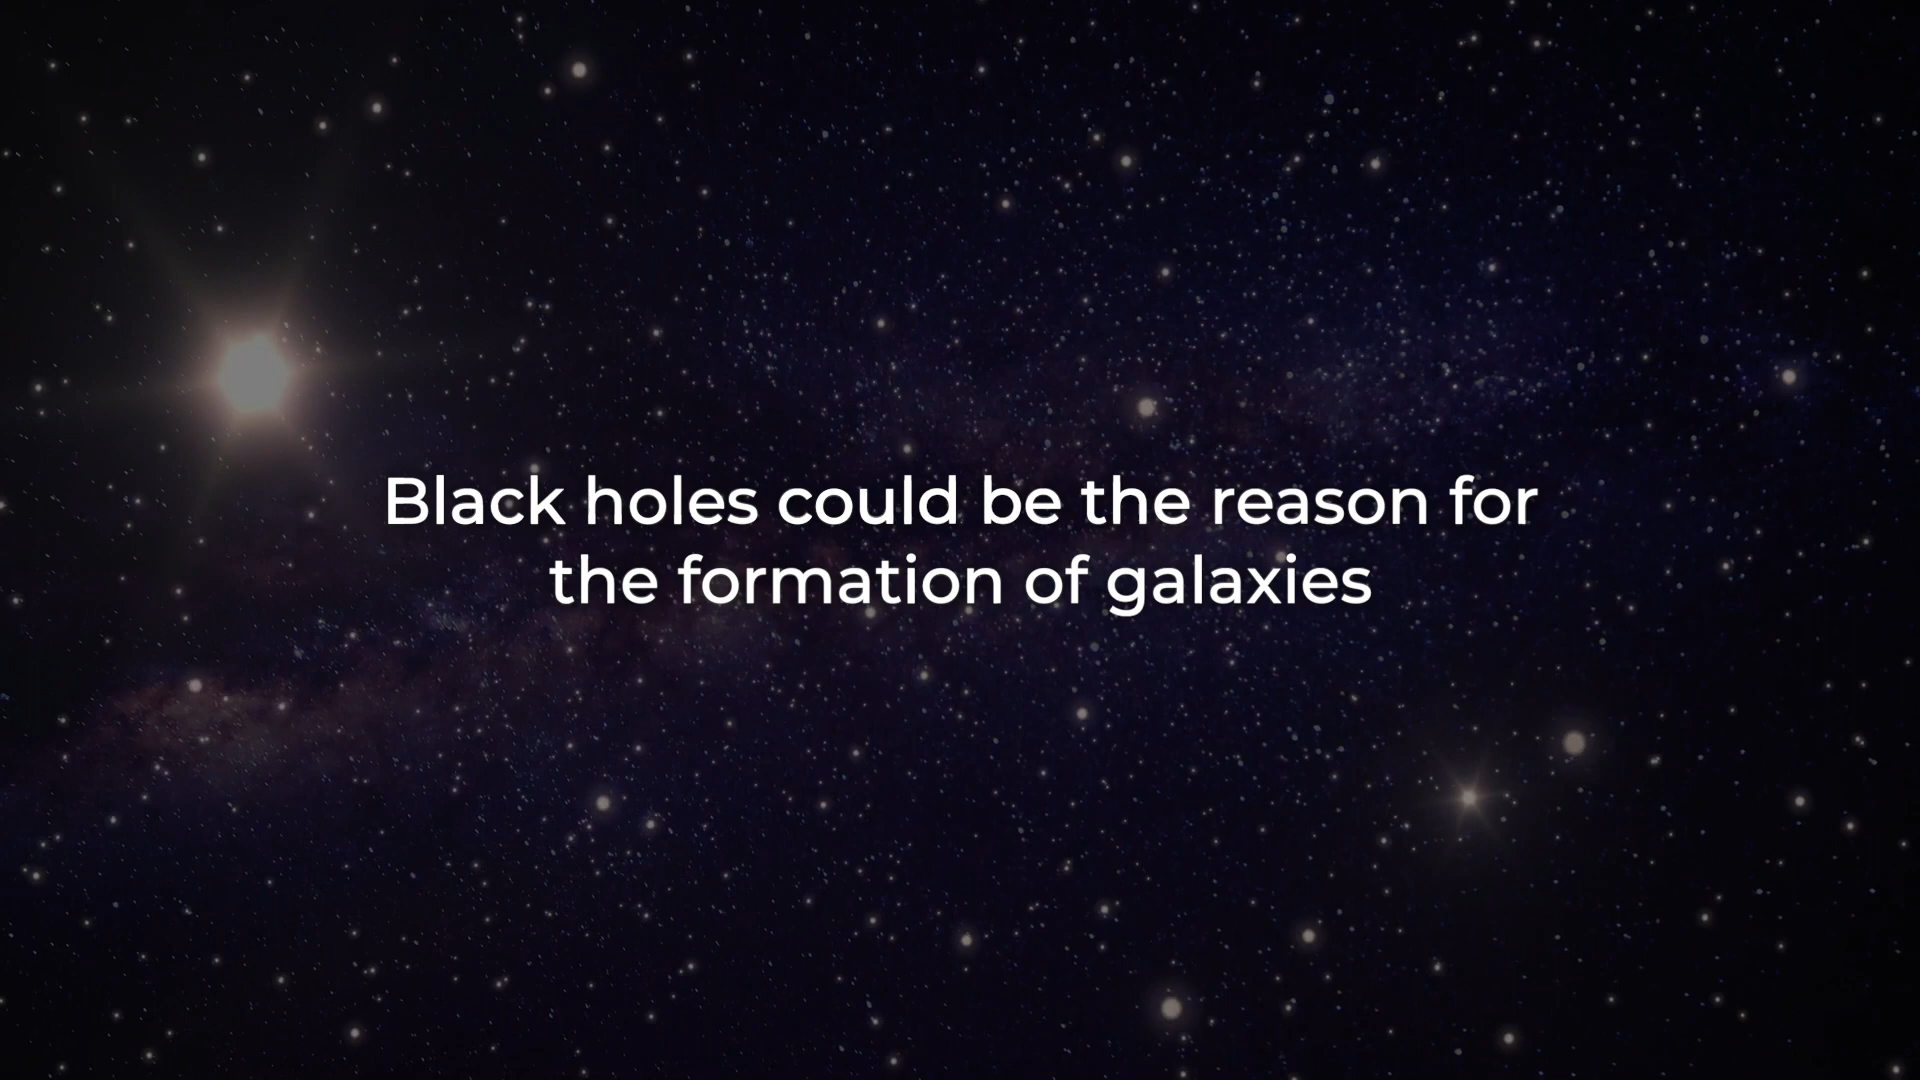 Black holes could be the reason for
the formation of galaxies